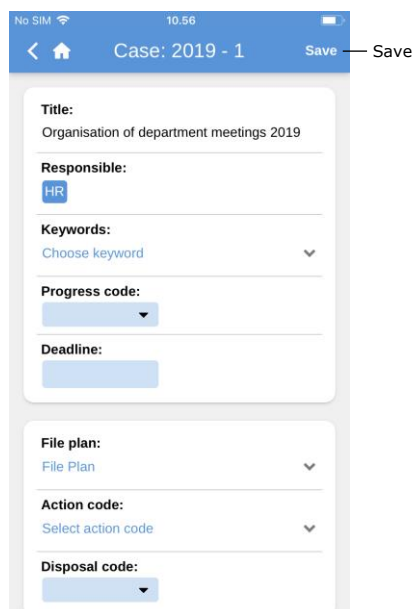 No SIM 10.56
Case: 2019 - 1 Save Save
Title:
Organisation of department meetings 2019
Responsible:
HR
Keywords:
Choose keyword
Progress code:
Deadline:
File plan:
File Plan
Action code:
Select action code
Disposal code: